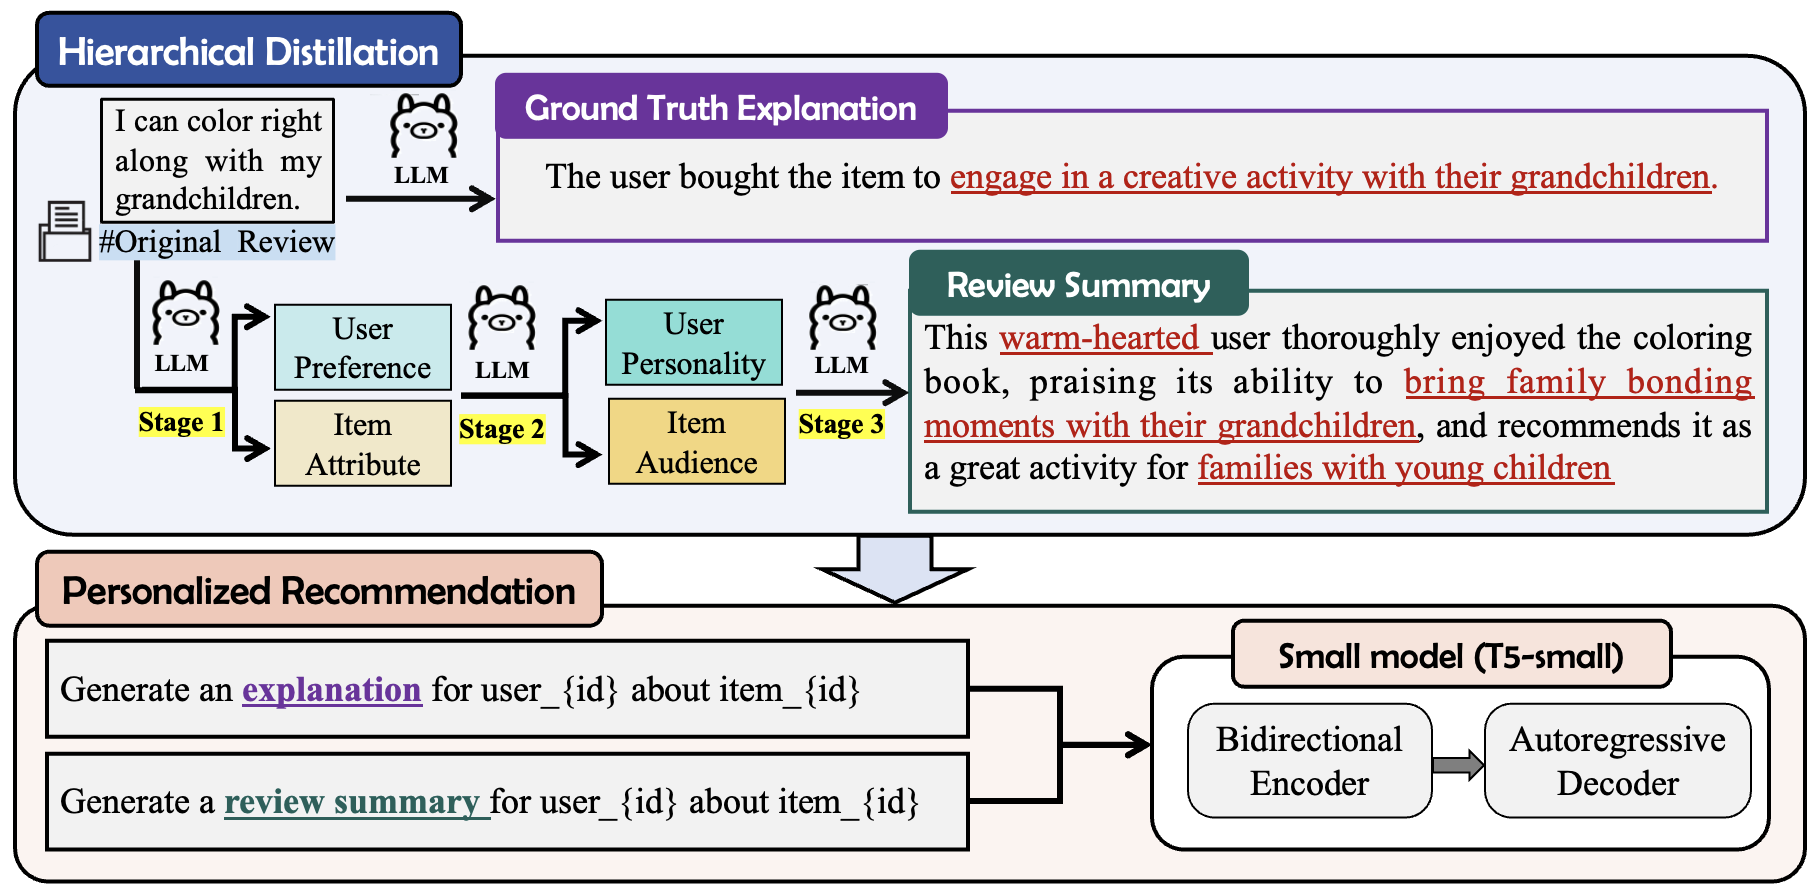 Hierarchical Distillation
I can color right
along with my
grandchildren.
#Original Review
LLM
Ground Truth Explanation
The user bought the item to engage in a creative activity with their grandchildren.
LLM
Stage 1
User
Preference
Item
Attribute
LLM
Stage 2
User
Personality
Item
Audience
LLM
Stage 3
Review Summary
This warm-hearted user thoroughly enjoyed the coloring
book, praising its ability to bring family bonding
moments with their grandchildren, and recommends it as
a great activity for families with young children
Personalized Recommendation
Generate an explanation for user_{id} about item_{id}
Generate a review summary for user_{id} about item_{id}
Small model (T5-small)
Bidirectional
Encoder
Autoregressive
Decoder